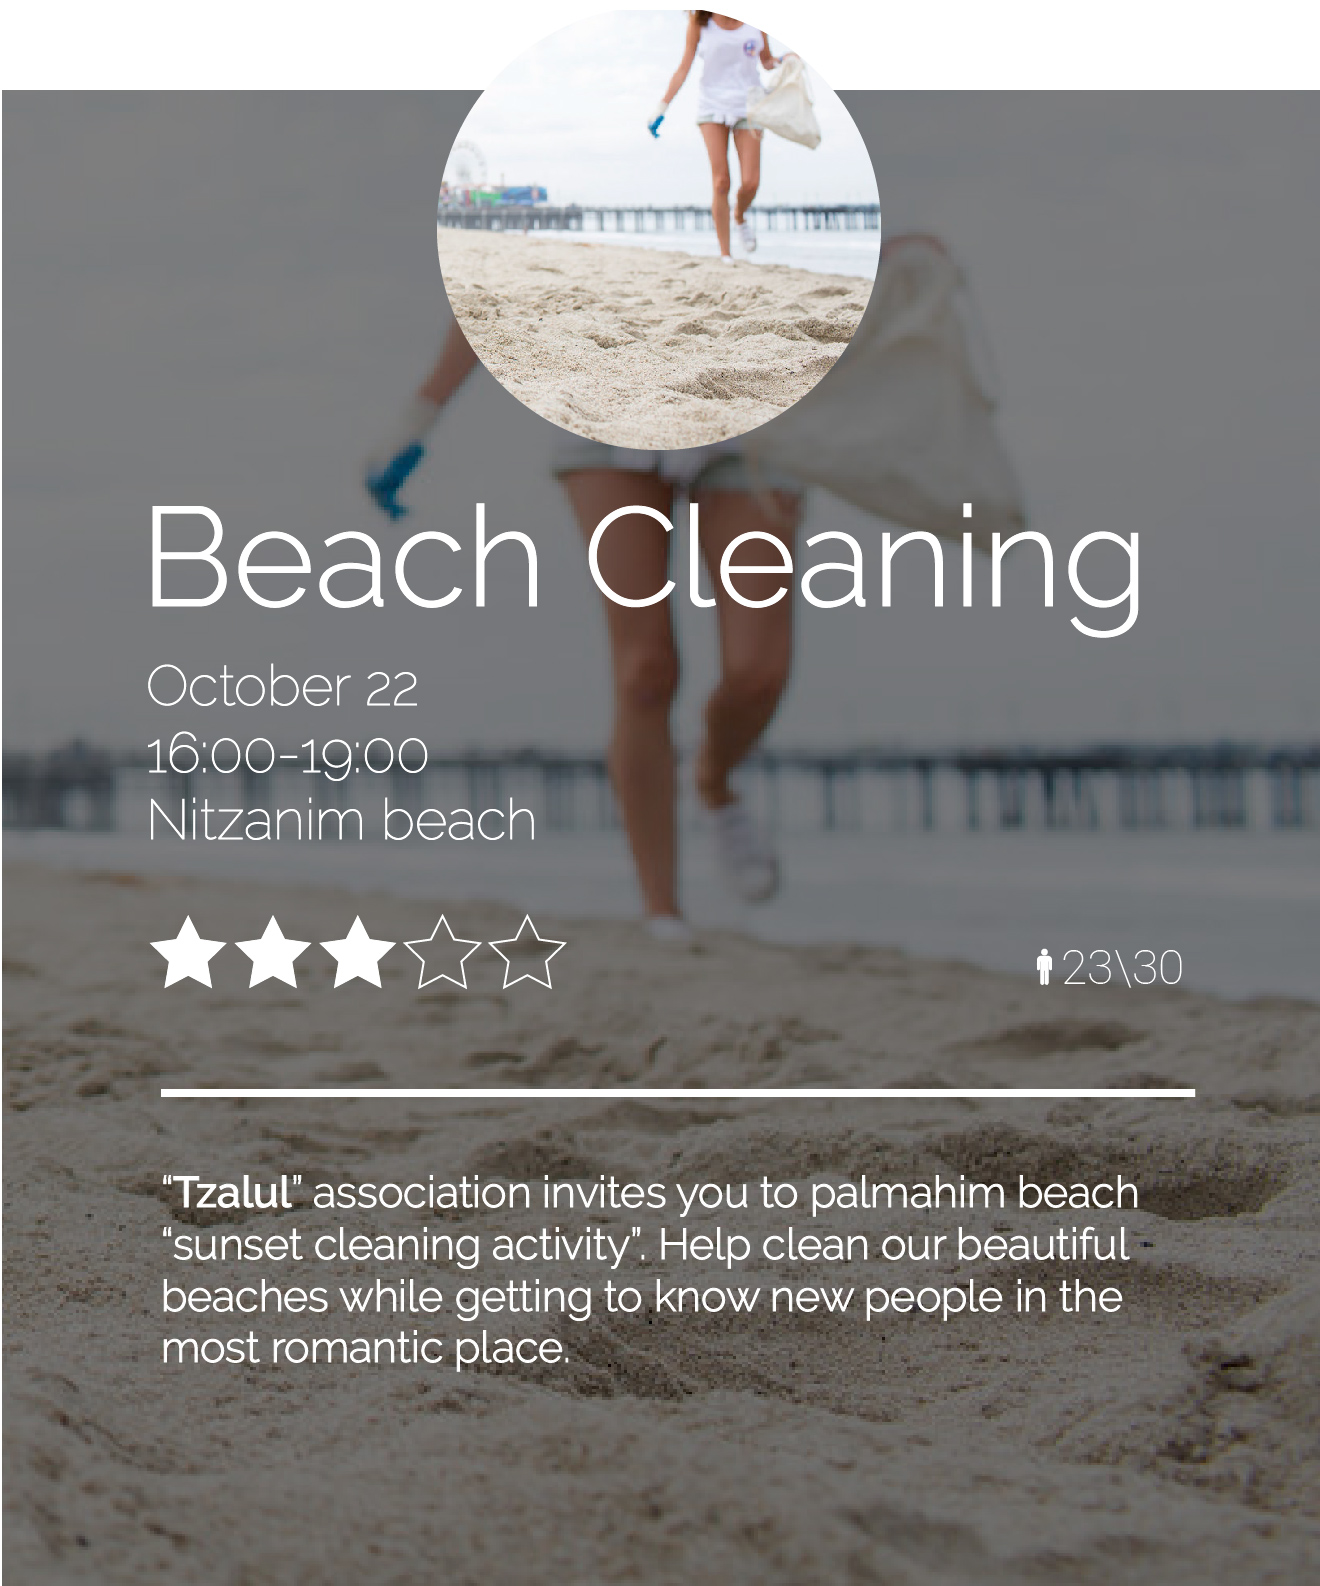 Beach Cleaning
October 22
16:00-19:00
Nitzanim beach
23\30
“Tzalul” association invites you to palmahim beach
“sunset cleaning activity”. Help clean our beautiful
beaches while getting to know new people in the
most romantic place.